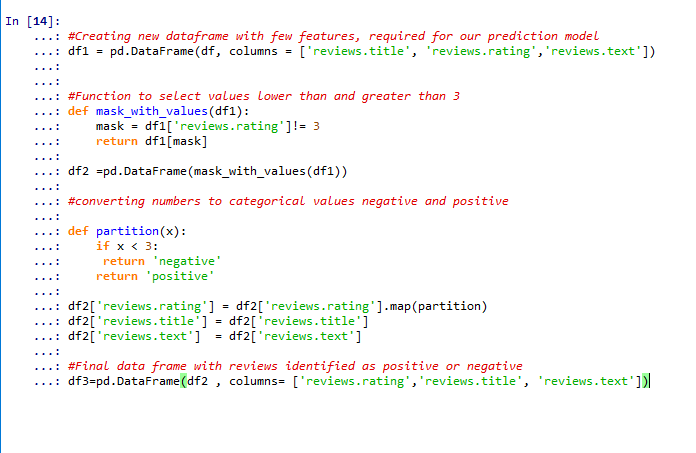 In [14]:
...: #Creating new dataframe with few features, required for our prediction model
...: df1 = pd.DataFrame(df, columns = ['reviews.title', 'reviews.rating','reviews.text'])
...:
...:
...: #Function to select values lower than and greater than 3
...: def mask_with_values(df1):
...:     mask = df1['reviews.rating']!= 3
...:     return df1[mask]
...:
...: df2 =pd.DataFrame(mask_with_values(df1))
...:
...: #converting numbers to categorical values negative and positive
...:
...: def partition(x):
...:     if x < 3:
...:      return 'negative'
...:     return 'positive'
...:
...: df2['reviews.rating'] = df2['reviews.rating'].map(partition)
...: df2['reviews.title'] = df2['reviews.title']
...: df2['reviews.text']  = df2['reviews.text']
...:
...: #Final data frame with reviews identified as positive or negative
...: df3=pd.DataFrame(df2 , columns= ['reviews.rating','reviews.title', 'reviews.text'])